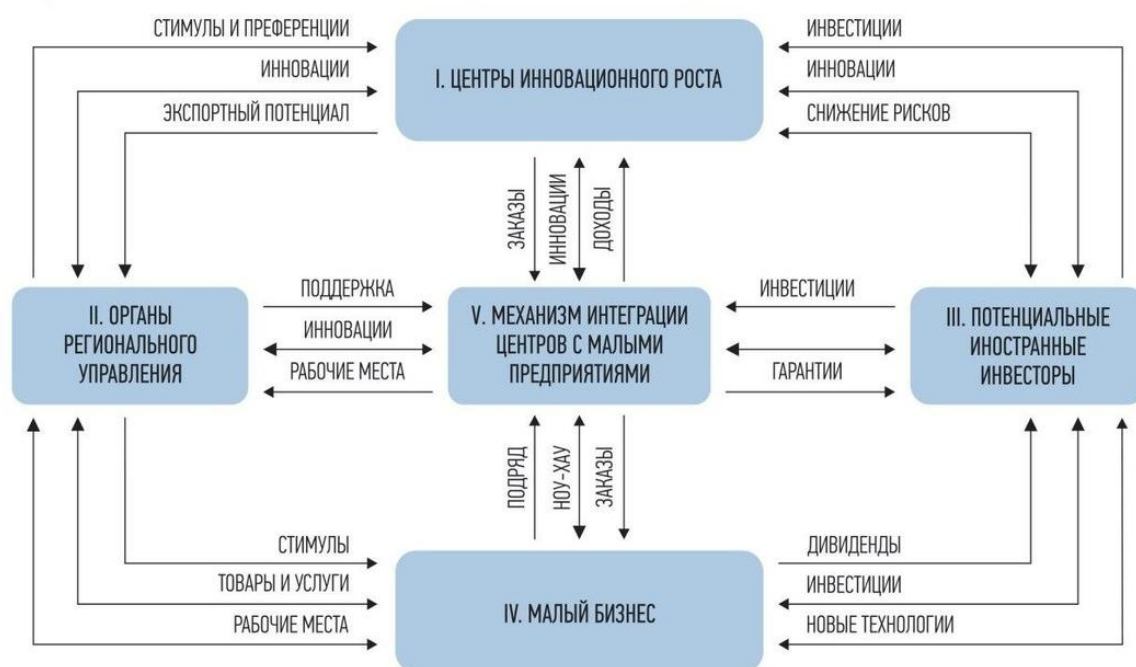 СТИМУЛЫ И ПРЕФЕРЕНЦИИ
ИННОВАЦИИ
ЭКСПОРТНЫЙ ПОТЕНЦИАЛ
I. ЦЕНТРЫ ИННОВАЦИОННОГО РОСТА
ИНВЕСТИЦИИ
ИННОВАЦИИ
СНИЖЕНИЕ РИСКОВ
ЗАКАЗЫ
ИННОВАЦИИ
ДОХОДЫ
II. ОРГАНЫ
РЕГИОНАЛЬНОГО
УПРАВЛЕНИЯ
ПОДДЕРЖКА
ИННОВАЦИИ
РАБОЧИЕ МЕСТА
V. МЕХАНИЗМ ИНТЕГРАЦИИ
ЦЕНТРОВ С МАЛЫМИ
ПРЕДПРИЯТИЯМИ
ИНВЕСТИЦИИ
ГАРАНТИИ
III. ПОТЕНЦИАЛЬНЫЕ
ИНОСТРАННЫЕ
ИНВЕСТОРЫ
ПОДРЯД
НОУ-ХАУ
ЗАКАЗЫ
СТИМУЛЫ
ТОВАРЫ И УСЛУГИ
РАБОЧИЕ МЕСТА
IV. МАЛЫЙ БИЗНЕС
ДИВИДЕНДЫ
ИНВЕСТИЦИИ
НОВЫЕ ТЕХНОЛОГИИ